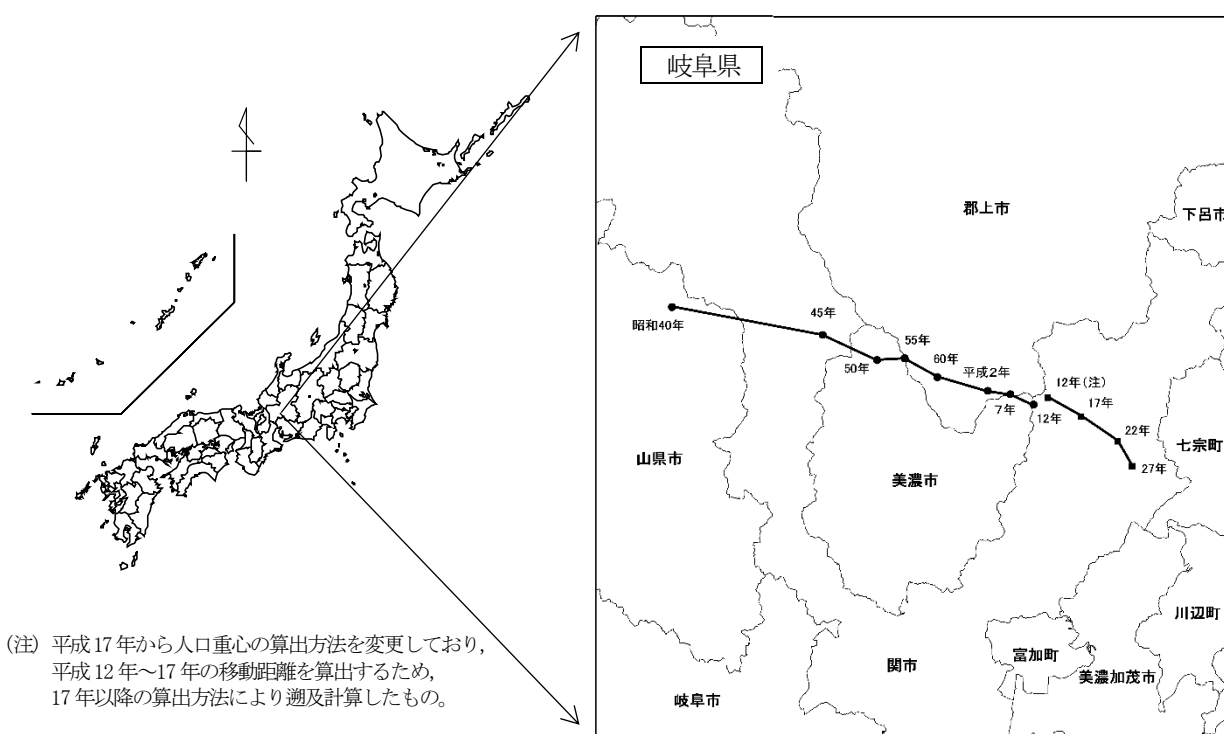 岐阜県
郡上市
下呂市
昭和40年
45年
50年
55年
60年
平成2年
7年
12年
12年(注)
17年
22年
27年
山県市
美濃市
七宗町
川辺町
富加町
美濃加茂市
関市
岐阜市
(注) 平成17年から人口重心の算出方法を変更しており，
平成12年～17年の移動距離を算出するため，
17年以降の算出方法により遡及計算したもの。